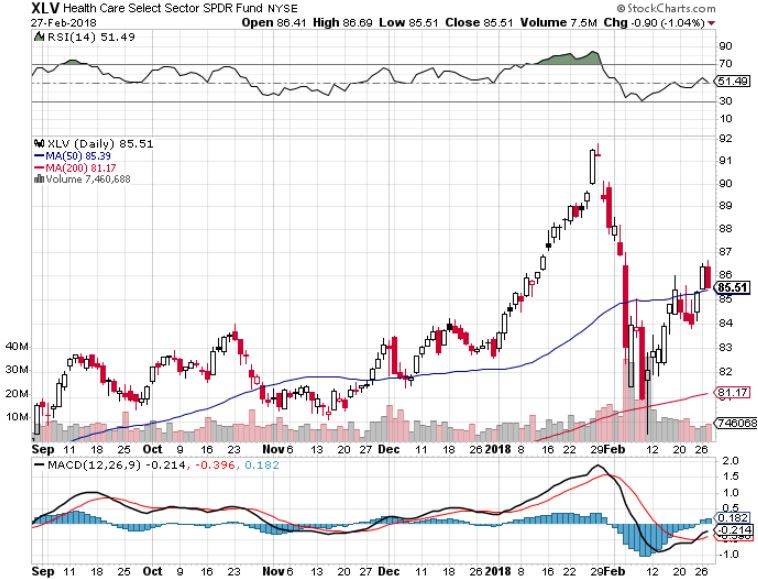 XLV Health Care Select Sector SPDR Fund NYSE
© StockCharts.com
27-Feb-2018
Open 86.41 High 86.69 Low 85.51 Close 85.51 Volume 7.5M Chg -0.90 (-1.04%)
RSI(14) 51.49
90
70
51.49
30
10
XLV (Daily) 85.51
MA(50) 85.39
MA(200) 81.17
Volume 7,460,688
92
91
90
89
88
87
86
85.51
85
84
83
82
81.17
81
40M
30M
20M
10M
746068
Sep 11 18 25 Oct 9 16 23 Nov 6 13 20 27 Dec 11 18 26 2018 8 16 22 29 Feb 12 20 26
MACD(12,26,9) -0.214, -0.396, 0.182
2.0
1.5
1.0
0.5
0.182
-0.214
-1.0
Sep 11 18 25 Oct 9 16 23 Nov 6 13 20 27 Dec 11 18 26 2018 8 16 22 29 Feb 12 20 26